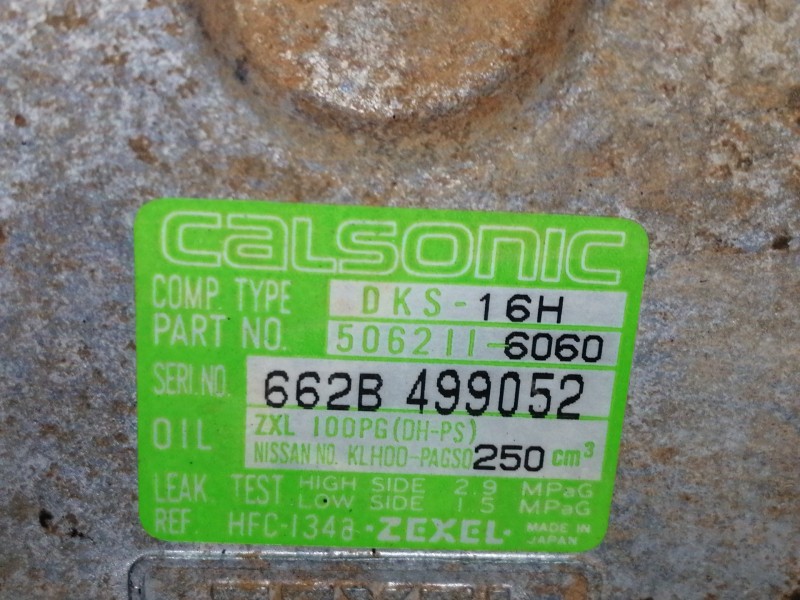 calsonic
COMP. TYPE DKS-16H
PART NO. 506211-6060
SERI.NO. 662B 499052
OIL ZXL 100PG (DH-PS)
NISSAN NO. KLH00-PAGS0 250 cm³
LEAK TEST HIGH SIDE 2.9 MPaG
LOW SIDE 1.5 MPaG
REF. HFC-134a ·ZEXEL· MADE IN JAPAN